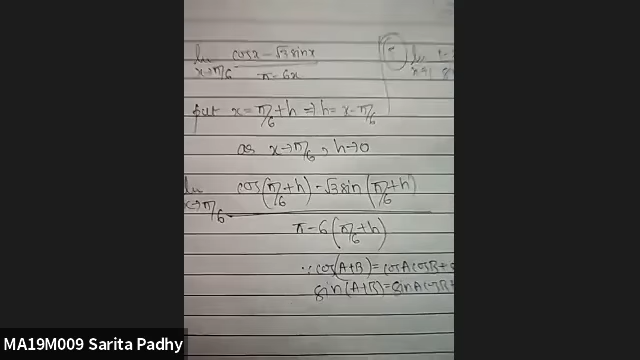 lim cosx - √3 sinx
x→π/6 π - 6x
put x = π/6 + h ⇒ h = x - π/6
as x→π/6, h→0
lim cos(π/6 + h) - √3 sin(π/6 + h)
x→π/6 π - 6(π/6 + h)
∵ cos(A+B) = cosA cosB +
sin(A+B) = sinA cosB +
MA19M009 Sarita Padhy